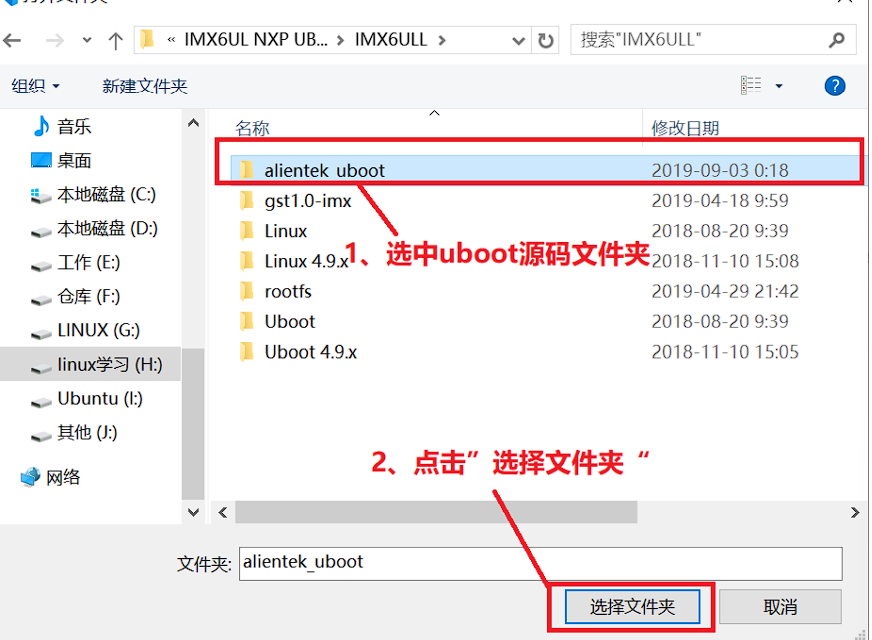 打开文件夹
« IMX6UL NXP UB... › IMX6ULL ›
搜索"IMX6ULL"
组织
新建文件夹
名称
修改日期
音乐
桌面
本地磁盘 (C:)
本地磁盘 (D:)
工作 (E:)
仓库 (F:)
LINUX (G:)
linux学习 (H:)
Ubuntu (I:)
其他 (J:)
网络
alientek_uboot 2019-09-03 0:18
gst1.0-imx 2019-04-18 9:59
Linux 2018-08-20 9:39
Linux 4.9.x 2018-11-10 15:08
rootfs 2019-04-29 21:42
Uboot 2018-08-20 9:39
Uboot 4.9.x 2018-11-10 15:05
1、选中uboot源码文件夹
2、点击”选择文件夹“
文件夹: alientek_uboot
选择文件夹
取消